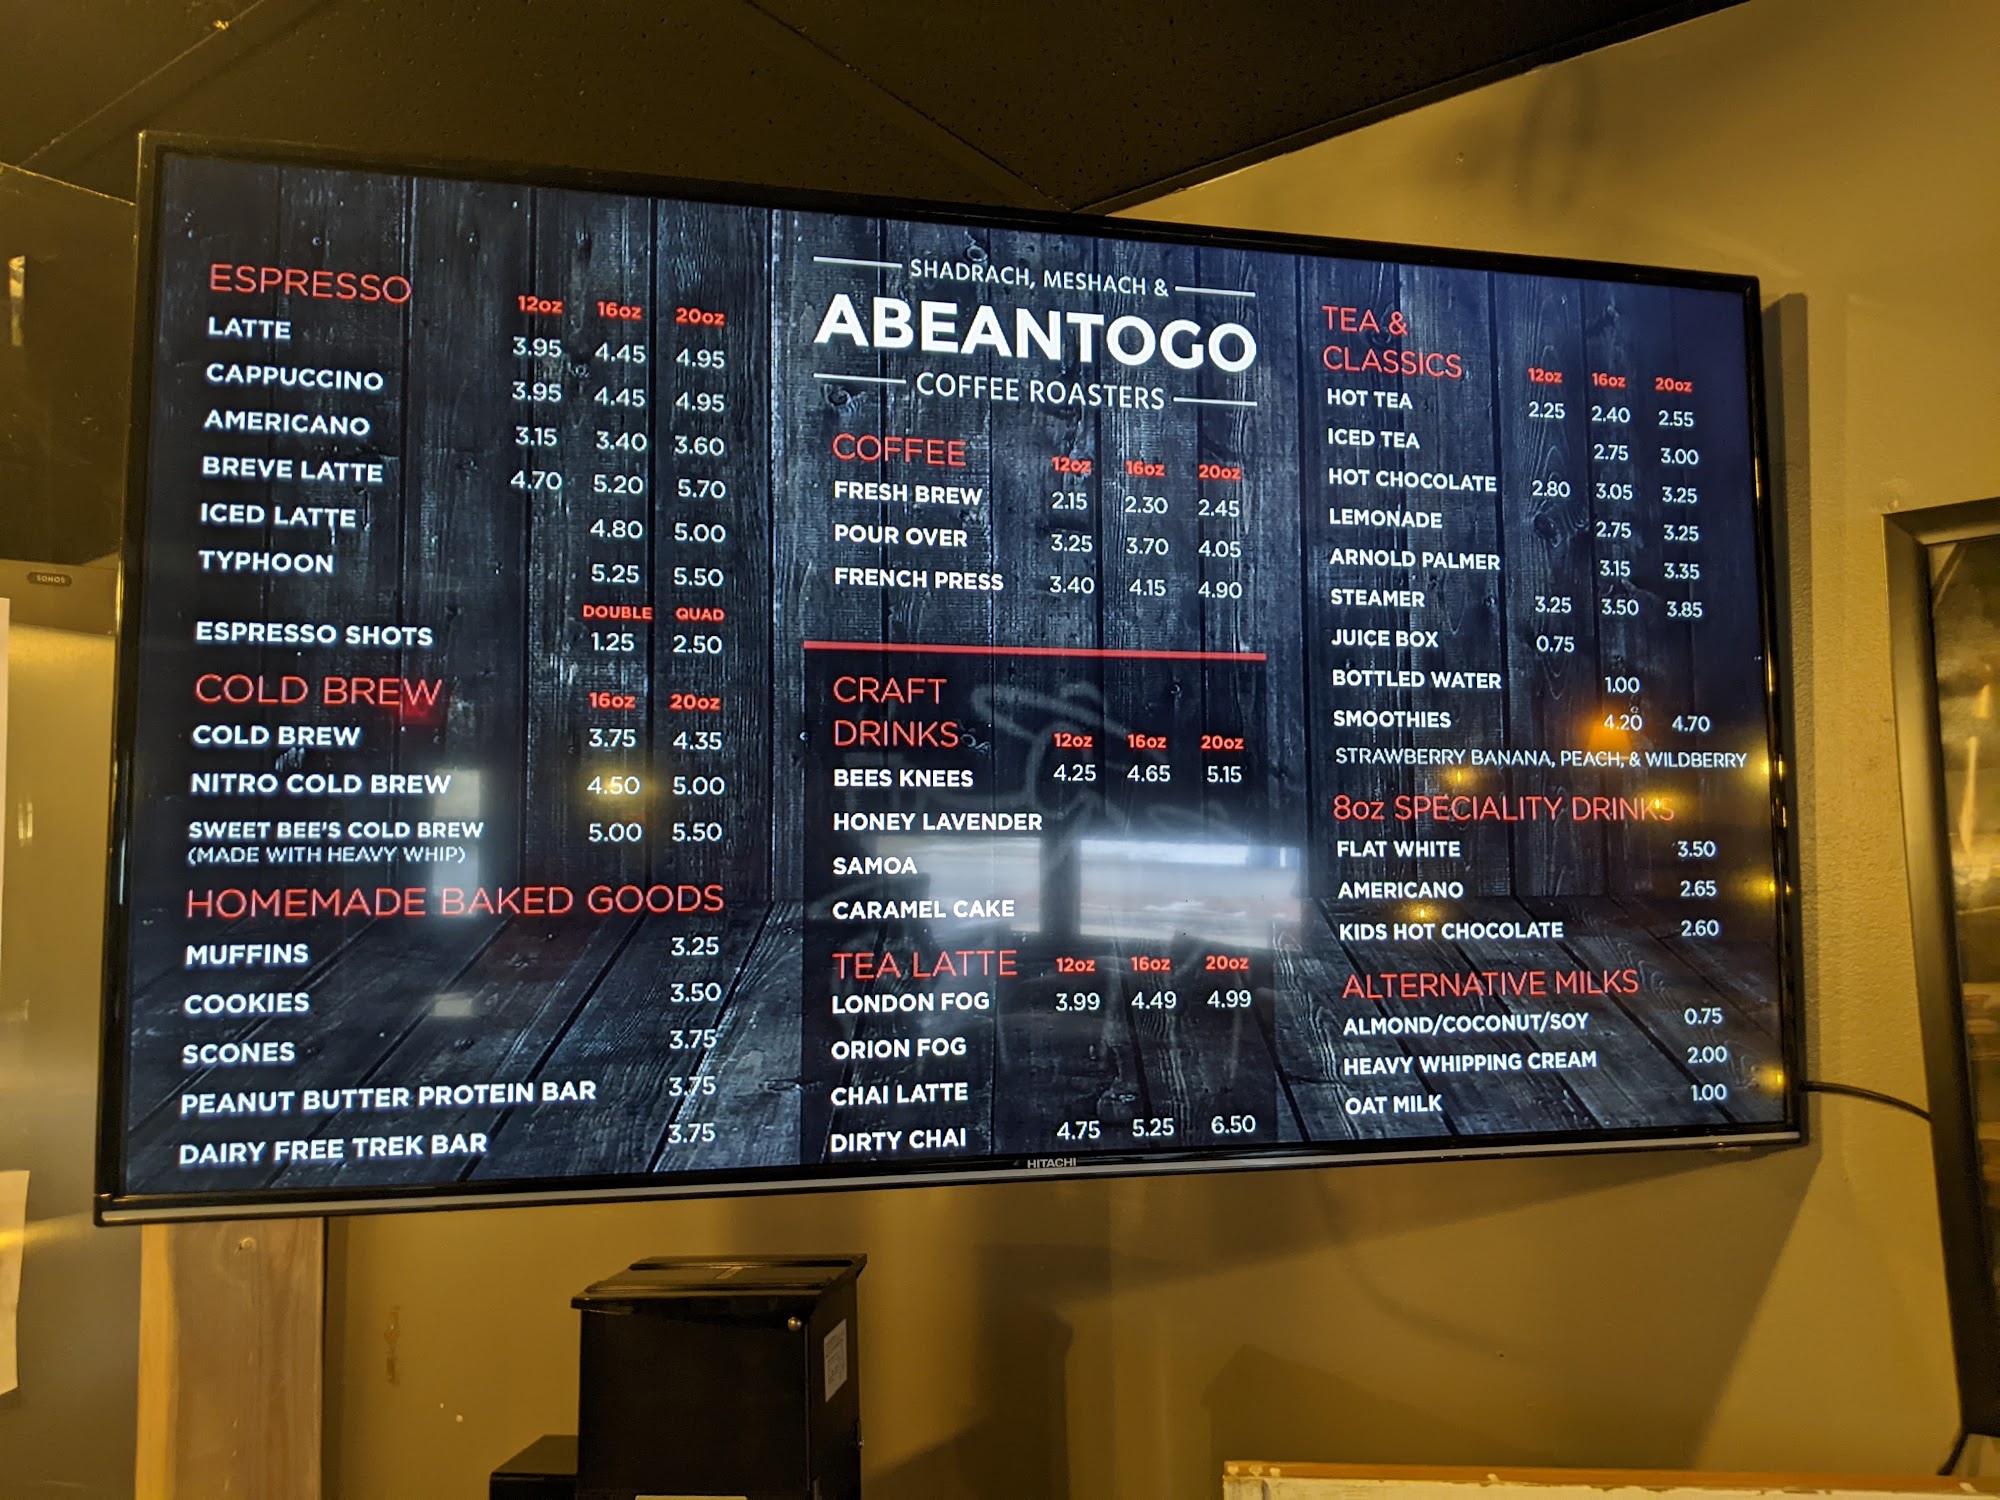 ESPRESSO 12oz 16oz 20oz
LATTE 3.95 4.45 4.95
CAPPUCCINO 3.95 4.45 4.95
AMERICANO 3.15 3.40 3.60
BREVE LATTE 4.70 5.20 5.70
ICED LATTE 4.80 5.00
TYPHOON 5.25 5.50
DOUBLE QUAD
ESPRESSO SHOTS 1.25 2.50
COLD BREW 16oz 20oz
COLD BREW 3.75 4.35
NITRO COLD BREW 4.50 5.00
SWEET BEE'S COLD BREW 5.00 5.50
(MADE WITH HEAVY WHIP)
HOMEMADE BAKED GOODS
MUFFINS 3.25
COOKIES 3.50
SCONES 3.75
PEANUT BUTTER PROTEIN BAR 3.75
DAIRY FREE TREK BAR 3.75
SHADRACH, MESHACH &
ABEANTOGO
COFFEE ROASTERS
COFFEE 12oz 16oz 20oz
FRESH BREW 2.15 2.30 2.45
POUR OVER 3.25 3.70 4.05
FRENCH PRESS 3.40 4.15 4.90
CRAFT
DRINKS 12oz 16oz 20oz
BEES KNEES 4.25 4.65 5.15
HONEY LAVENDER
SAMOA
CARAMEL CAKE
TEA LATTE 12oz 16oz 20oz
LONDON FOG 3.99 4.49 4.99
ORION FOG
CHAI LATTE
DIRTY CHAI 4.75 5.25 6.50
TEA &
CLASSICS 12oz 16oz 20oz
HOT TEA 2.25 2.40 2.55
ICED TEA 2.75 3.00
HOT CHOCOLATE 2.80 3.05 3.25
LEMONADE 2.75 3.25
ARNOLD PALMER 3.15 3.35
STEAMER 3.25 3.50 3.85
JUICE BOX 0.75
BOTTLED WATER 1.00
SMOOTHIES 4.20 4.70
STRAWBERRY BANANA, PEACH, & WILDBERRY
8oz SPECIALITY DRINKS
FLAT WHITE 3.50
AMERICANO 2.65
KIDS HOT CHOCOLATE 2.60
ALTERNATIVE MILKS
ALMOND/COCONUT/SOY 0.75
HEAVY WHIPPING CREAM 2.00
OAT MILK 1.00
HITACHI
SONOS